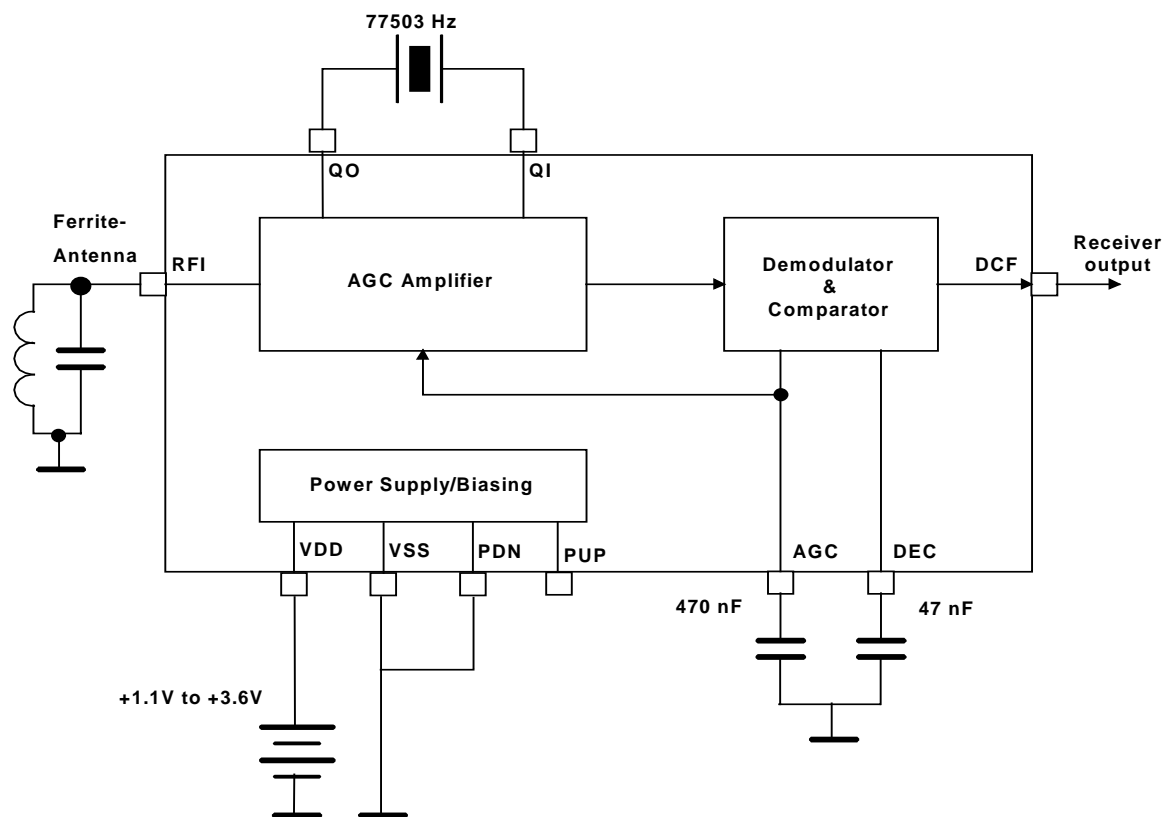 77503 Hz
QO
QI
Ferrite-
Antenna
RFI
AGC Amplifier
Demodulator
&
Comparator
DCF
Receiver
output
Power Supply/Biasing
VDD
VSS
PDN
PUP
AGC
DEC
470 nF
47 nF
+1.1V to +3.6V